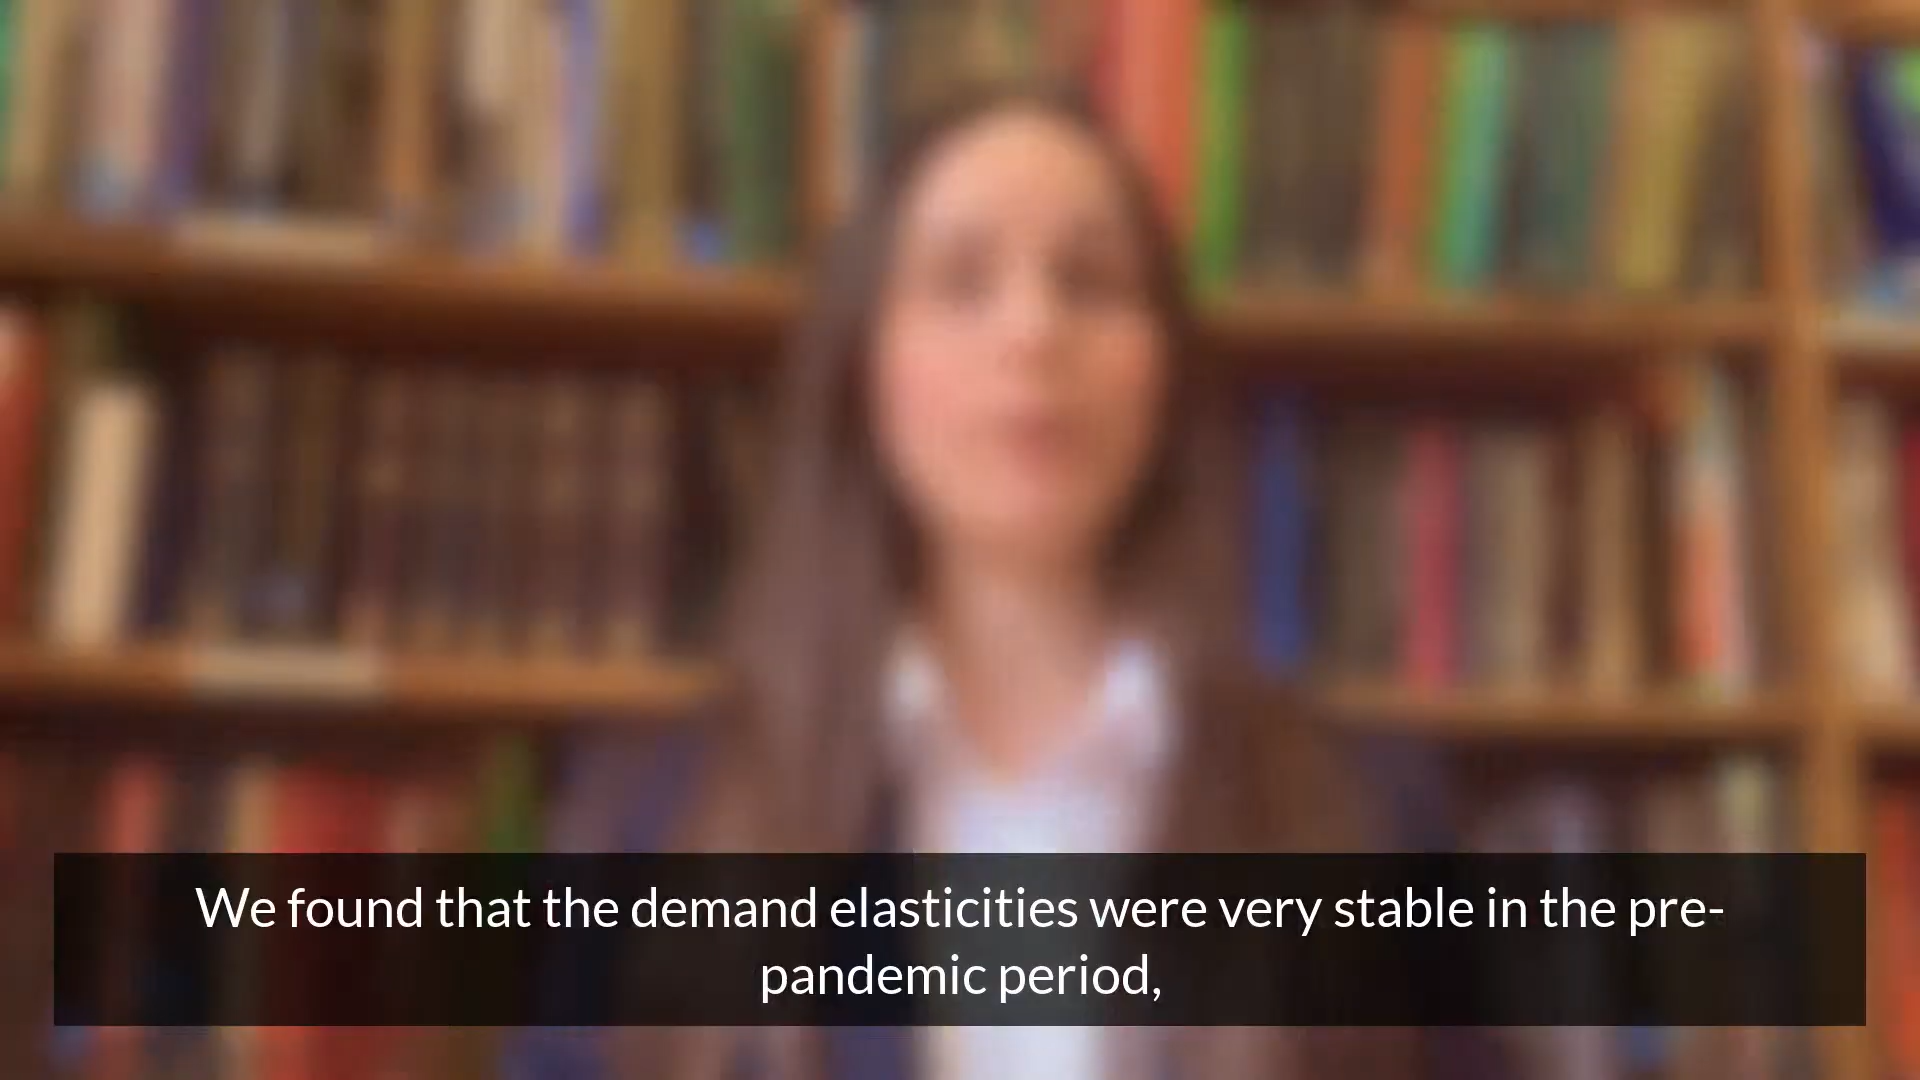 We found that the demand elasticities were very stable in the pre-
pandemic period,